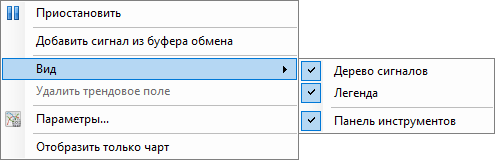 Приостановить
Добавить сигнал из буфера обмена
Вид
Удалить трендовое поле
Параметры...
Отобразить только чарт
Дерево сигналов
Легенда
Панель инструментов